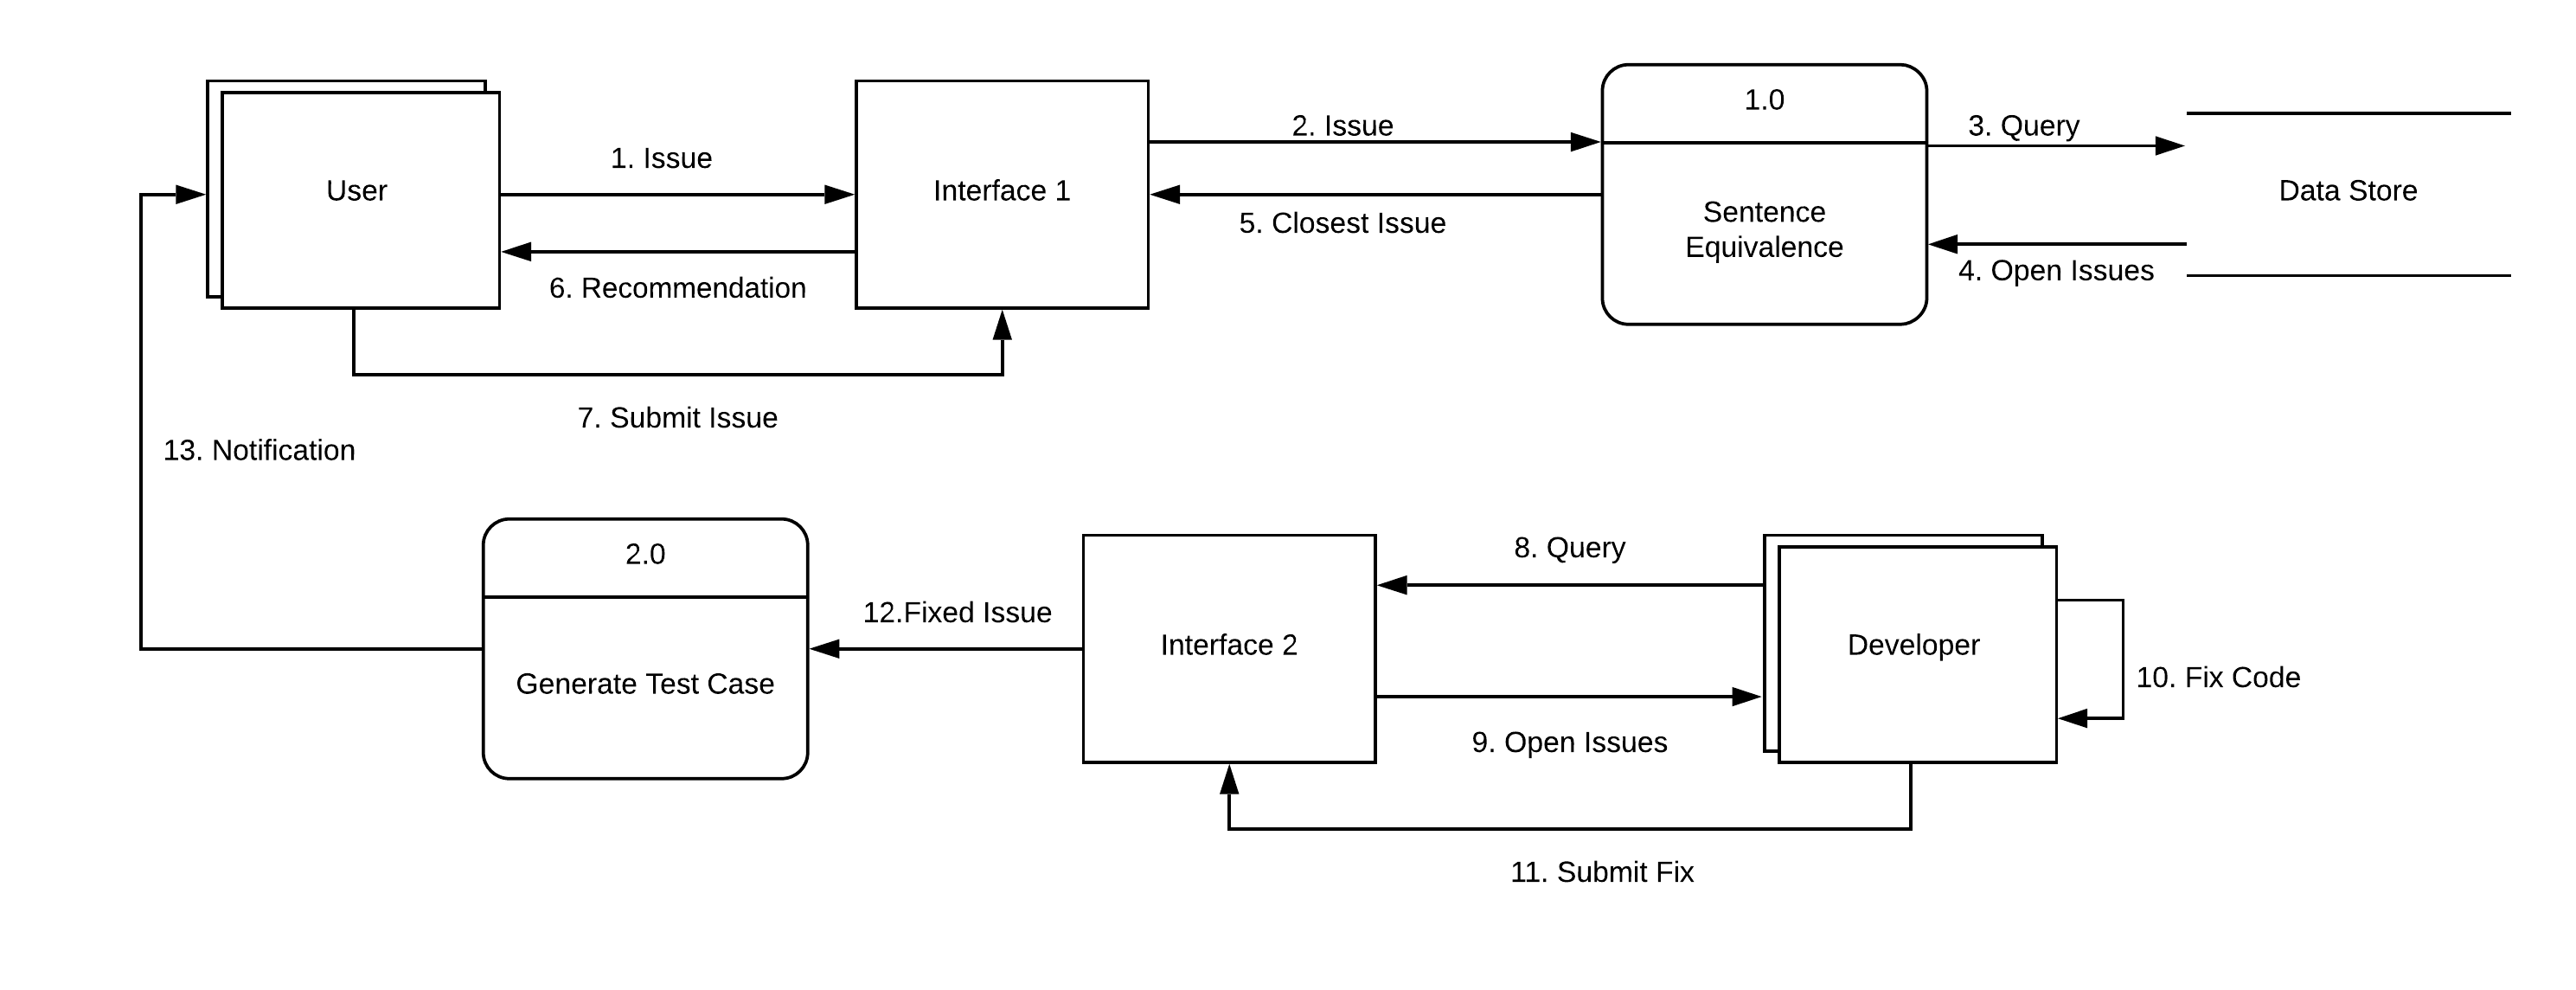 1.0
2. Issue
3. Query
1. Issue
User
Interface 1
Data Store
Sentence
Equivalence
5. Closest Issue
4. Open Issues
6. Recommendation
7. Submit Issue
13. Notification
2.0
8. Query
12.Fixed Issue
Interface 2
Developer
Generate Test Case
10. Fix Code
9. Open Issues
11. Submit Fix